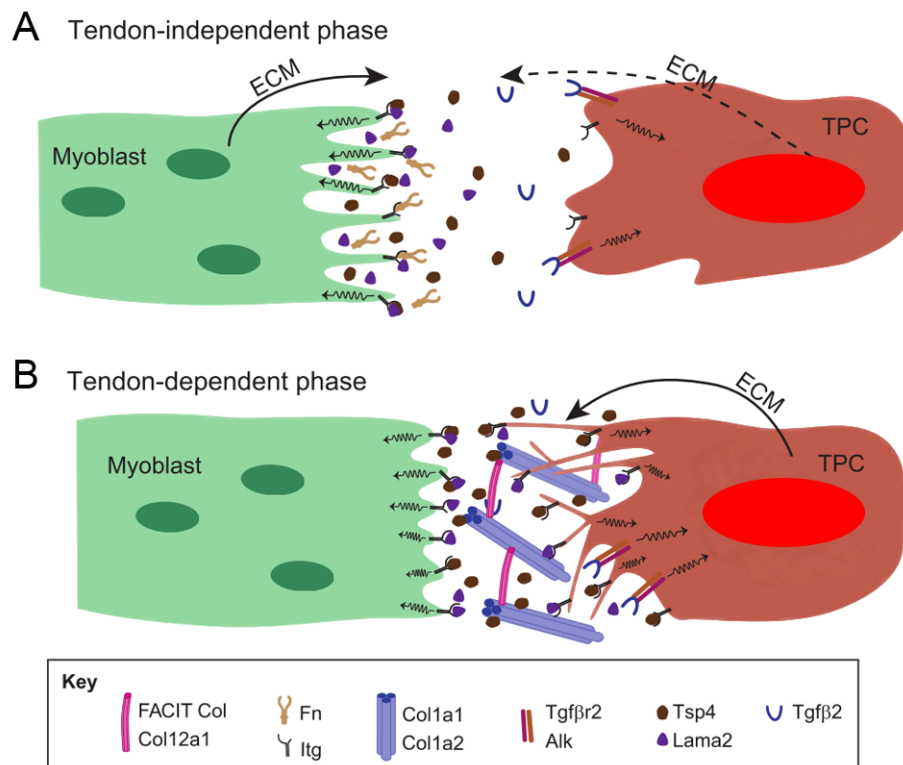 A Tendon-independent phase
ECM
ECM
Myoblast
TPC
B Tendon-dependent phase
ECM
Myoblast
TPC
Key
FACIT Col
Col12a1
Fn
Itg
Col1a1
Col1a2
Tgfβr2
Alk
Tsp4
Lama2
Tgfβ2